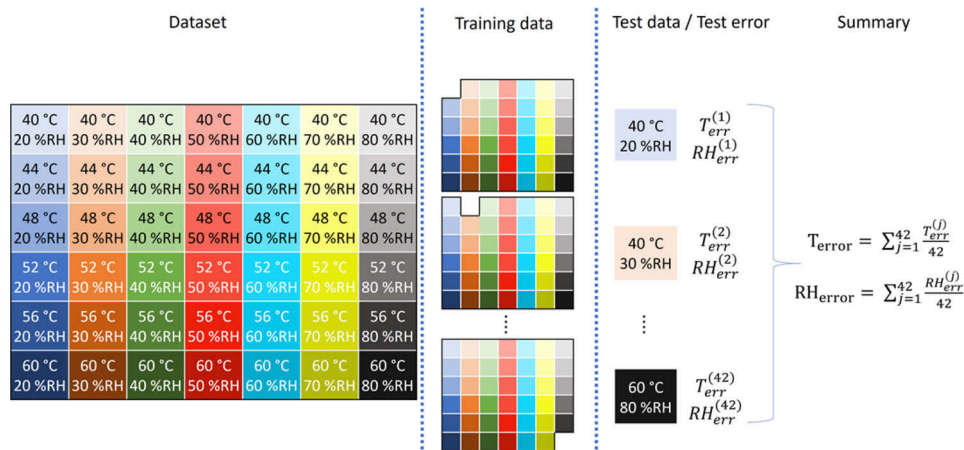 Dataset
Training data
Test data / Test error
Summary
40 °C 40 °C 40 °C 40 °C 40 °C 40 °C 40 °C
20 %RH 30 %RH 40 %RH 50 %RH 60 %RH 70 %RH 80 %RH
44 °C 44 °C 44 °C 44 °C 44 °C 44 °C 44 °C
20 %RH 30 %RH 40 %RH 50 %RH 60 %RH 70 %RH 80 %RH
48 °C 48 °C 48 °C 48 °C 48 °C 48 °C 48 °C
20 %RH 30 %RH 40 %RH 50 %RH 60 %RH 70 %RH 80 %RH
52 °C 52 °C 52 °C 52 °C 52 °C 52 °C 52 °C
20 %RH 30 %RH 40 %RH 50 %RH 60 %RH 70 %RH 80 %RH
56 °C 56 °C 56 °C 56 °C 56 °C 56 °C 56 °C
20 %RH 30 %RH 40 %RH 50 %RH 60 %RH 70 %RH 80 %RH
60 °C 60 °C 60 °C 60 °C 60 °C 60 °C 60 °C
20 %RH 30 %RH 40 %RH 50 %RH 60 %RH 70 %RH 80 %RH
......
40 °C T_err^(1)
20 %RH RH_err^(1)
40 °C T_err^(2)
30 %RH RH_err^(2)
...
60 °C T_err^(42)
80 %RH RH_err^(42)
T_error = ∑_{j=1}^{42} T_err^(j)/42
RH_error = ∑_{j=1}^{42} RH_err^(j)/42